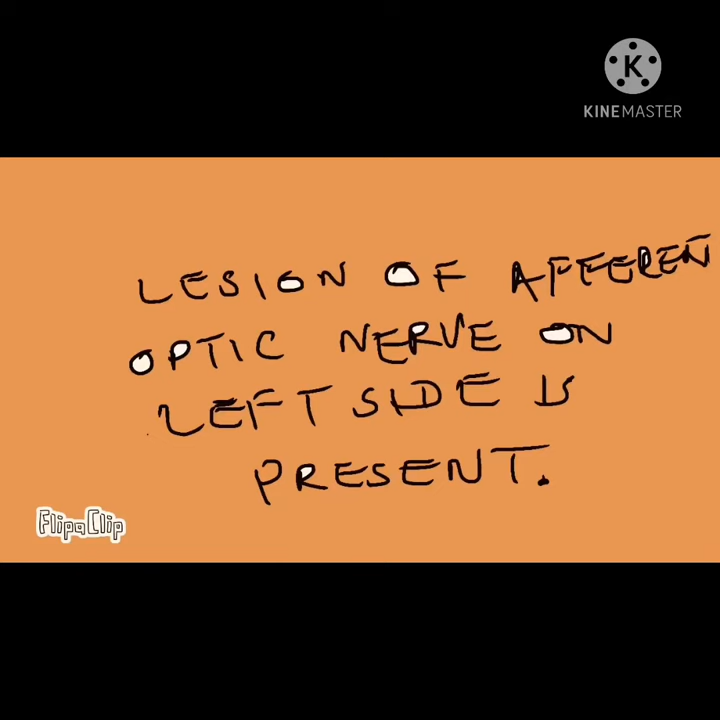 K
KINEMASTER
LESION OF AFFEREN
OPTIC NERVE ON
LEFT SIDE IS
PRESENT.
FlipaClip